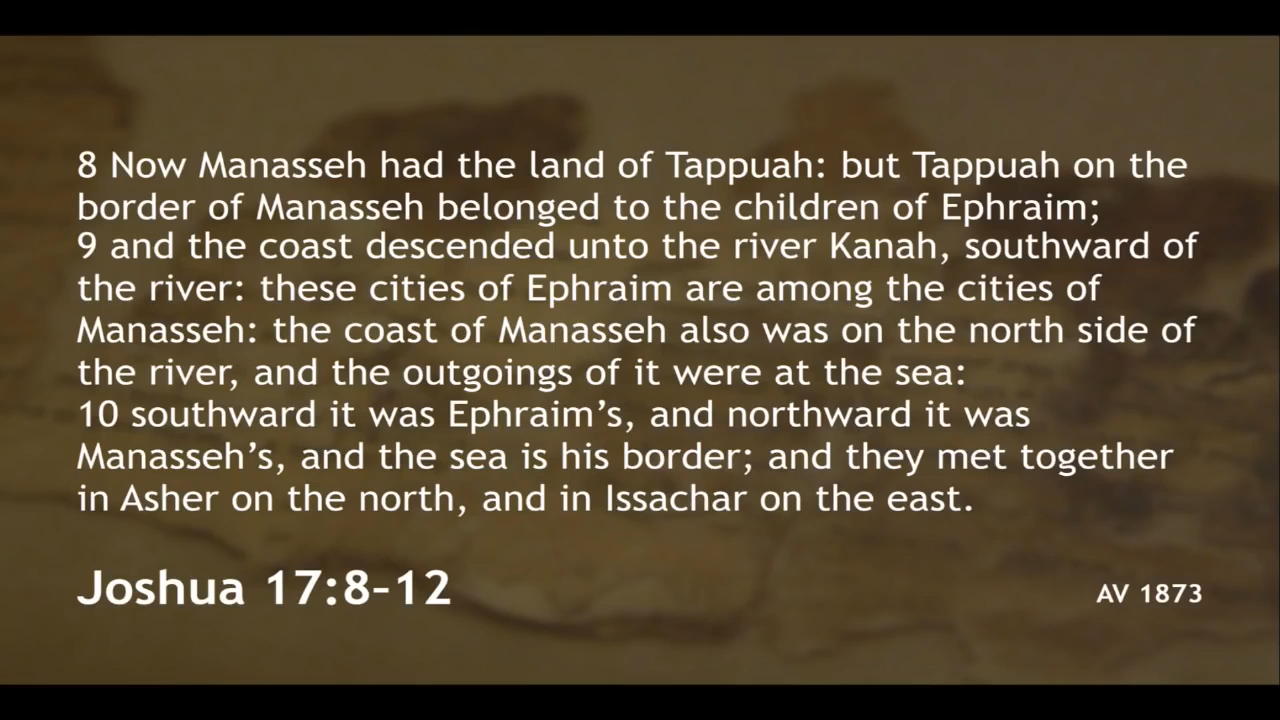 8 Now Manasseh had the land of Tappuah: but Tappuah on the
border of Manasseh belonged to the children of Ephraim;
9 and the coast descended unto the river Kanah, southward of
the river: these cities of Ephraim are among the cities of
Manasseh: the coast of Manasseh also was on the north side of
the river, and the outgoings of it were at the sea:
10 southward it was Ephraim’s, and northward it was
Manasseh’s, and the sea is his border; and they met together
in Asher on the north, and in Issachar on the east.
Joshua 17:8–12
AV 1873